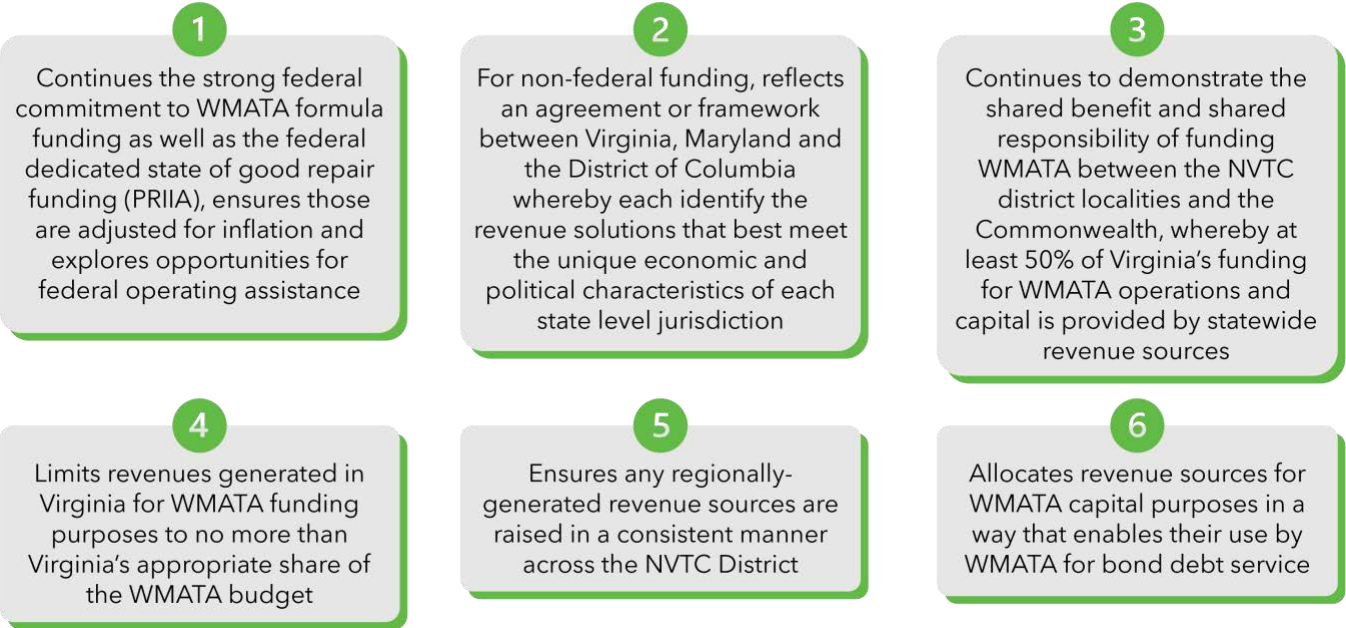 1
Continues the strong federal
commitment to WMATA formula
funding as well as the federal
dedicated state of good repair
funding (PRIIA), ensures those
are adjusted for inflation and
explores opportunities for
federal operating assistance
2
For non-federal funding, reflects
an agreement or framework
between Virginia, Maryland and
the District of Columbia
whereby each identify the
revenue solutions that best meet
the unique economic and
political characteristics of each
state level jurisdiction
3
Continues to demonstrate the
shared benefit and shared
responsibility of funding
WMATA between the NVTC
district localities and the
Commonwealth, whereby at
least 50% of Virginia’s funding
for WMATA operations and
capital is provided by statewide
revenue sources
4
Limits revenues generated in
Virginia for WMATA funding
purposes to no more than
Virginia’s appropriate share of
the WMATA budget
5
Ensures any regionally-
generated revenue sources are
raised in a consistent manner
across the NVTC District
6
Allocates revenue sources for
WMATA capital purposes in a
way that enables their use by
WMATA for bond debt service